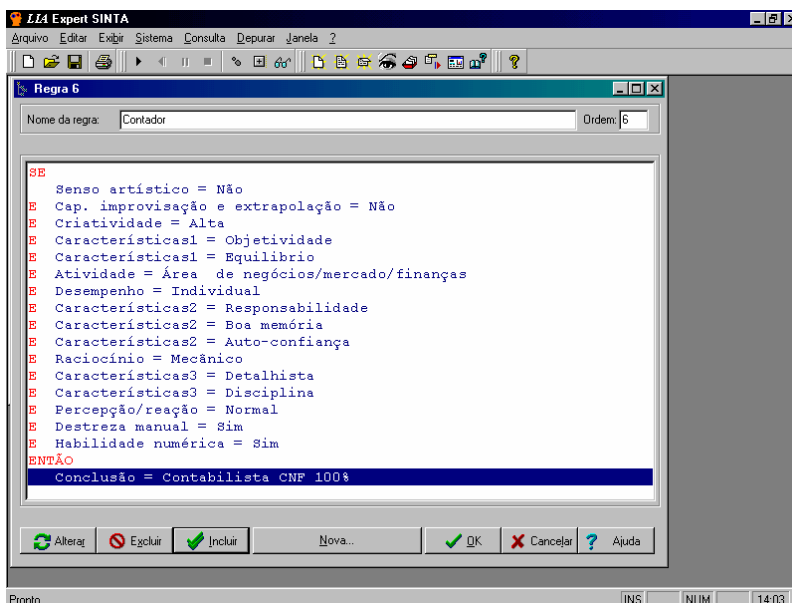 LIA Expert SINTA
Arquivo Editar Exibir Sistema Consulta Depurar Janela ?
Regra 6
Nome da regra: Contador Ordem: 6
SE
Senso artístico = Não
E Cap. improvisação e extrapolação = Não
E Criatividade = Alta
E Características1 = Objetividade
E Características1 = Equilibrio
E Atividade = Área de negócios/mercado/finanças
E Desempenho = Individual
E Características2 = Responsabilidade
E Características2 = Boa memória
E Características2 = Auto-confiança
E Raciocínio = Mecânico
E Características3 = Detalhista
E Características3 = Disciplina
E Percepção/reação = Normal
E Destreza manual = Sim
E Habilidade numérica = Sim
ENTÃO
Conclusão = Contabilista CNF 100%
Alterar Excluir Incluir Nova... OK Cancelar ? Ajuda
Pronto INS NUM 14:03